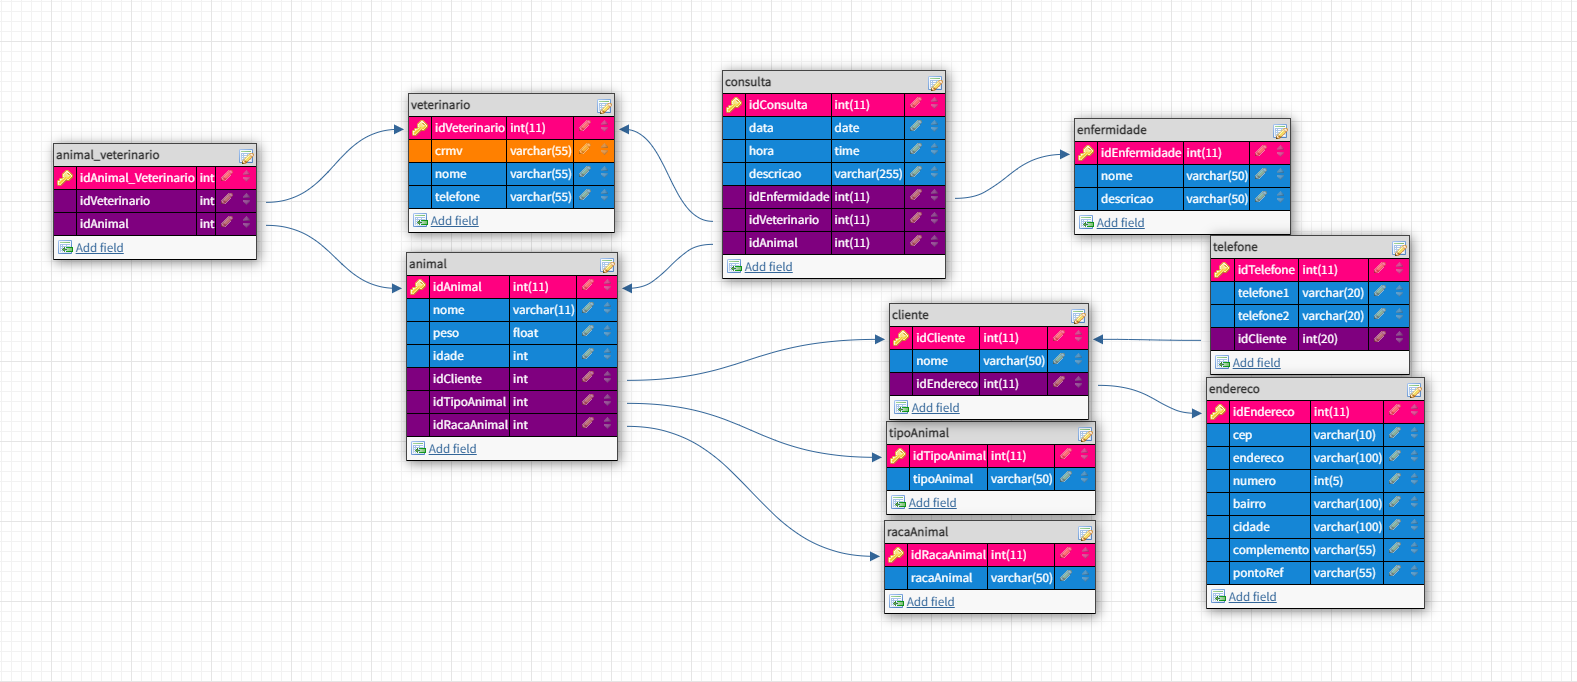 animal_veterinario
idAnimal_Veterinario int
idVeterinario int
idAnimal int
Add field
veterinario
idVeterinario int(11)
crmv varchar(55)
nome varchar(55)
telefone varchar(55)
Add field
animal
idAnimal int(11)
nome varchar(11)
peso float
idade int
idCliente int
idTipoAnimal int
idRacaAnimal int
Add field
consulta
idConsulta int(11)
data date
hora time
descricao varchar(255)
idEnfermidade int(11)
idVeterinario int(11)
idAnimal int(11)
Add field
enfermidade
idEnfermidade int(11)
nome varchar(50)
descricao varchar(50)
Add field
telefone
idTelefone int(11)
telefone1 varchar(20)
telefone2 varchar(20)
idCliente int(20)
Add field
cliente
idCliente int(11)
nome varchar(50)
idEndereco int(11)
Add field
tipoAnimal
idTipoAnimal int(11)
tipoAnimal varchar(50)
Add field
racaAnimal
idRacaAnimal int(11)
racaAnimal varchar(50)
Add field
endereco
idEndereco int(11)
cep varchar(10)
endereco varchar(100)
numero int(5)
bairro varchar(100)
cidade varchar(100)
complemento varchar(55)
pontoRef varchar(55)
Add field